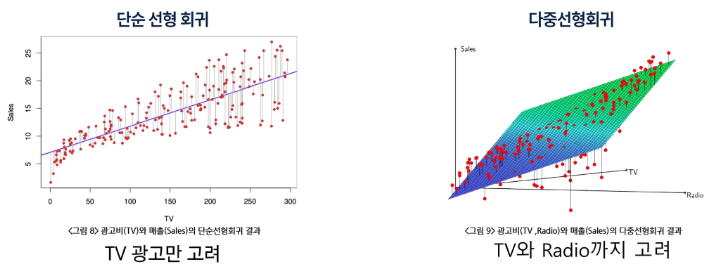 단순 선형 회귀
25
20
15
10
5
Sales
0 50 100 150 200 250 300
TV
<그림 8> 광고비(TV)와 매출(Sales)의 단순선형회귀 결과
TV 광고만 고려
다중선형회귀
Sales
TV
Radio
<그림 9> 광고비(TV ,Radio)와 매출(Sales)의 다중선형회귀 결과
TV와 Radio까지 고려